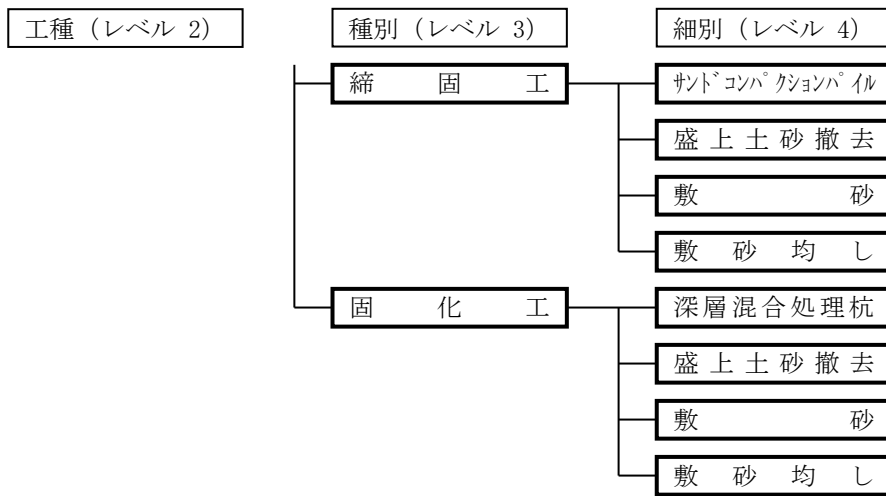 工種（レベル 2） 種別（レベル 3） 細別（レベル 4）
締固工 ｻﾝﾄﾞｺﾝﾊﾟｸｼｮﾝﾊﾟｲﾙ
盛上土砂撤去
敷砂
敷砂均し
固化工 深層混合処理杭
盛上土砂撤去
敷砂
敷砂均し